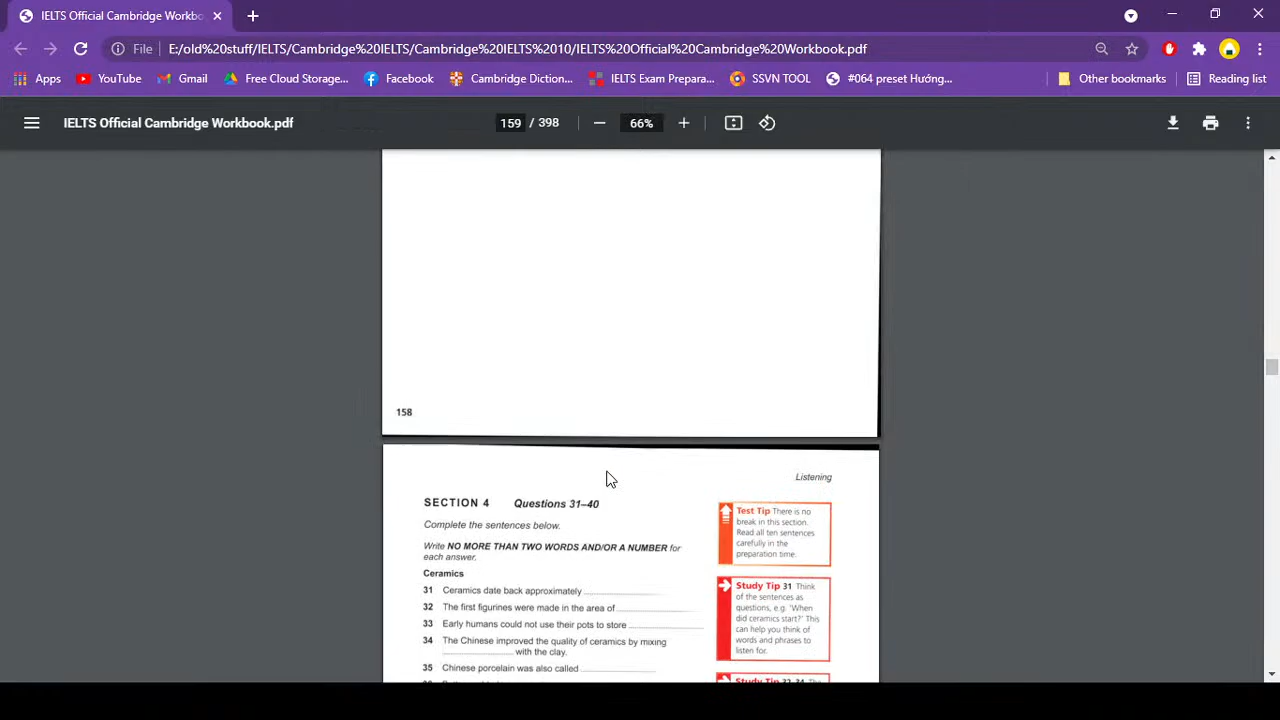 IELTS Official Cambridge Workbo
File
E:/old%20stuff/IELTS/Cambridge%20IELTS/Cambridge%20IELTS%2010/IELTS%20Official%20Cambridge%20Workbook.pdf
Apps
YouTube
Gmail
Free Cloud Storage...
Facebook
Cambridge Diction...
IELTS Exam Prepara...
SSVN TOOL
#064 preset Hướng...
Other bookmarks
Reading list
IELTS Official Cambridge Workbook.pdf
159 / 398
66%
158
Listening
SECTION 4 Questions 31–40
Complete the sentences below.
Write NO MORE THAN TWO WORDS AND/OR A NUMBER for
each answer.
Ceramics
31 Ceramics date back approximately
32 The first figurines were made in the area of
33 Early humans could not use their pots to store
34 The Chinese improved the quality of ceramics by mixing
with the clay.
35 Chinese porcelain was also called
Test Tip There is no
break in this section.
Read all ten sentences
carefully in the
preparation time.
Study Tip 31 Think
of the sentences as
questions, e.g. 'When
did ceramics start?' This
can help you think of
words and phrases to
listen for.